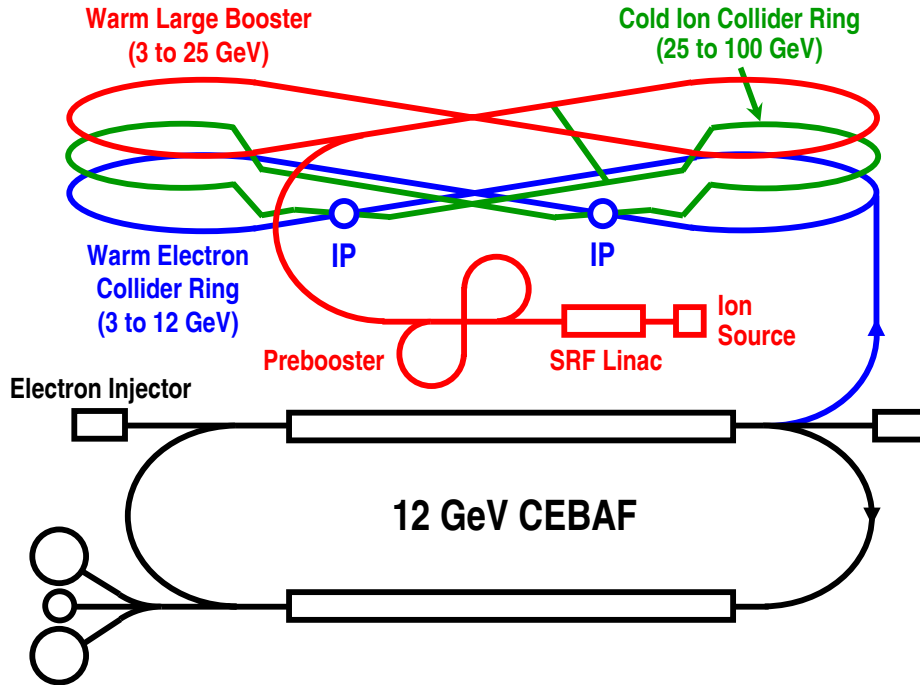 Warm Large Booster
(3 to 25 GeV)
Cold Ion Collider Ring
(25 to 100 GeV)
IP
IP
Warm Electron
Collider Ring
(3 to 12 GeV)
Prebooster
SRF Linac
Ion
Source
Electron Injector
12 GeV CEBAF